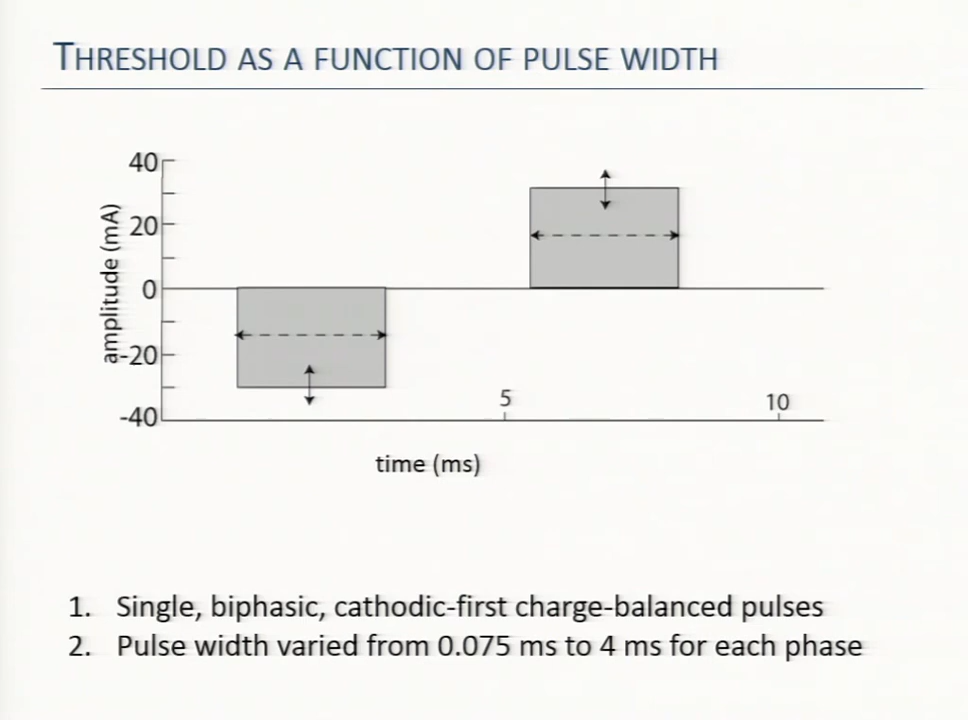 THRESHOLD AS A FUNCTION OF PULSE WIDTH
40
20
0
-20
-40
amplitude (mA)
5
10
time (ms)
1. Single, biphasic, cathodic-first charge-balanced pulses
2. Pulse width varied from 0.075 ms to 4 ms for each phase